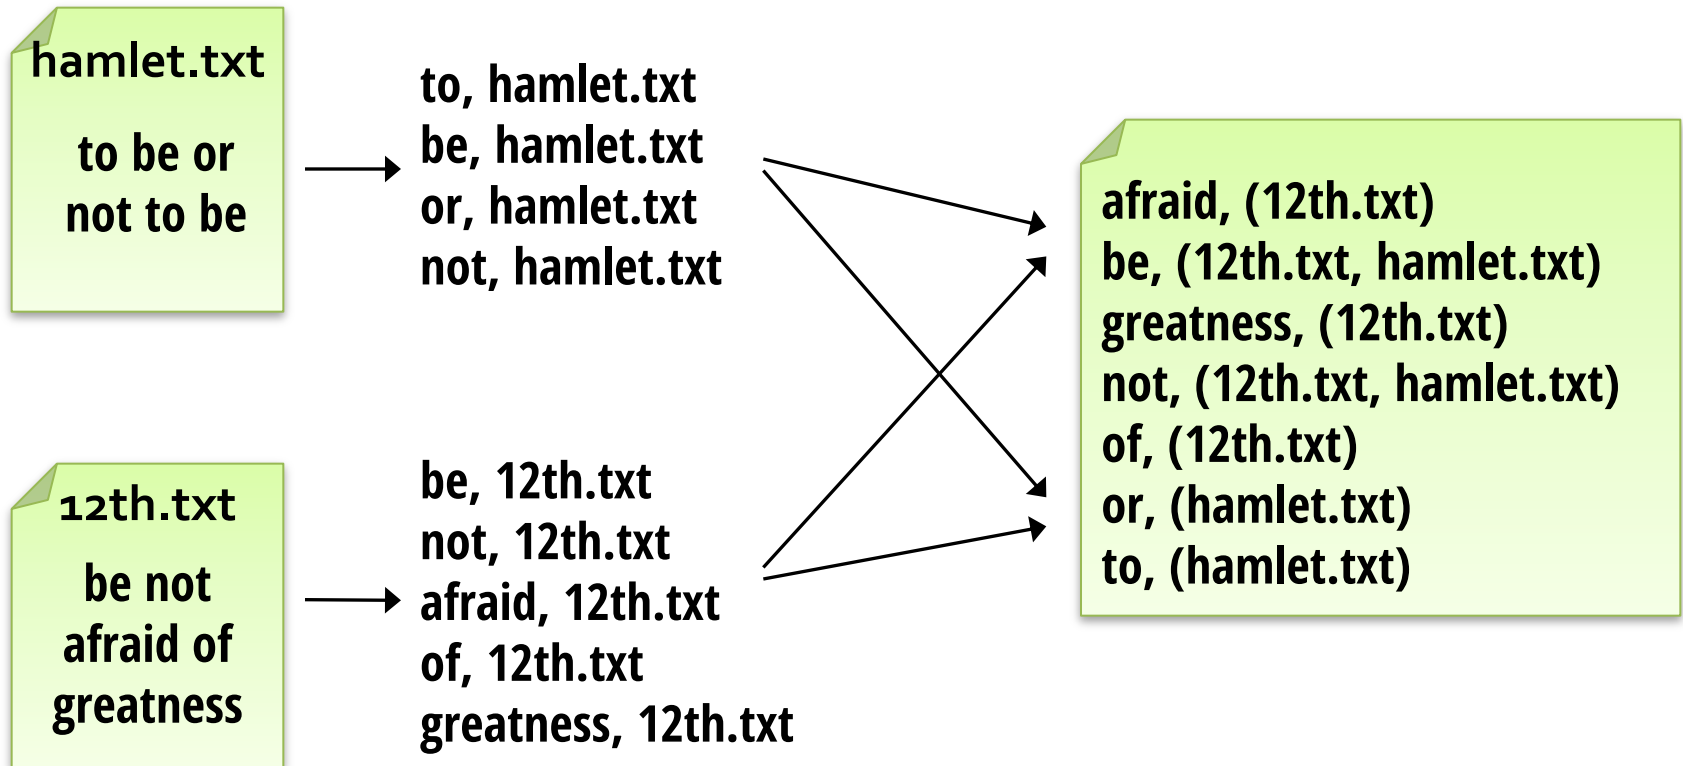 hamlet.txt
to be or
not to be
to, hamlet.txt
be, hamlet.txt
or, hamlet.txt
not, hamlet.txt
12th.txt
be not
afraid of
greatness
be, 12th.txt
not, 12th.txt
afraid, 12th.txt
of, 12th.txt
greatness, 12th.txt
afraid, (12th.txt)
be, (12th.txt, hamlet.txt)
greatness, (12th.txt)
not, (12th.txt, hamlet.txt)
of, (12th.txt)
or, (hamlet.txt)
to, (hamlet.txt)